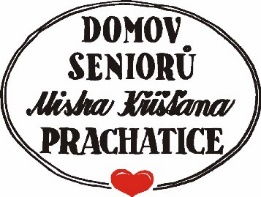 DOMOV
SENIORŮ
Mistra Křišťana
PRACHATICE